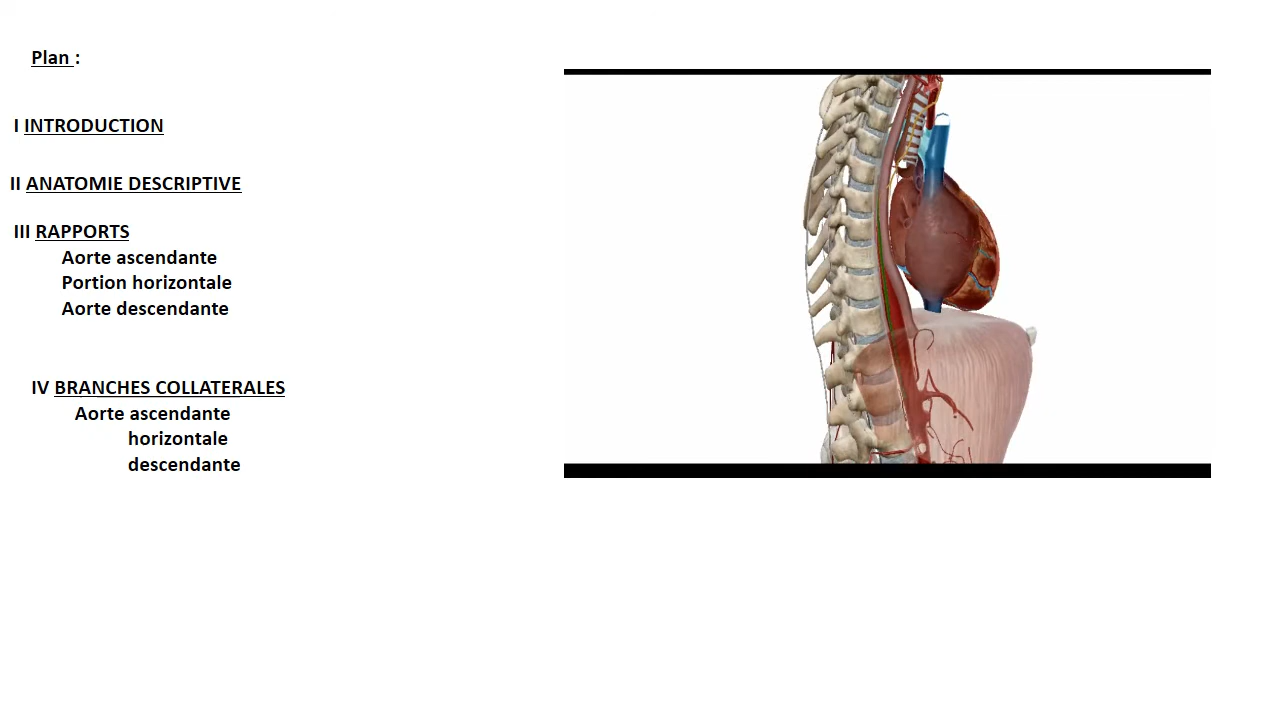 Plan :
I INTRODUCTION
II ANATOMIE DESCRIPTIVE
III RAPPORTS
Aorte ascendante
Portion horizontale
Aorte descendante
IV BRANCHES COLLATERALES
Aorte ascendante
horizontale
descendante